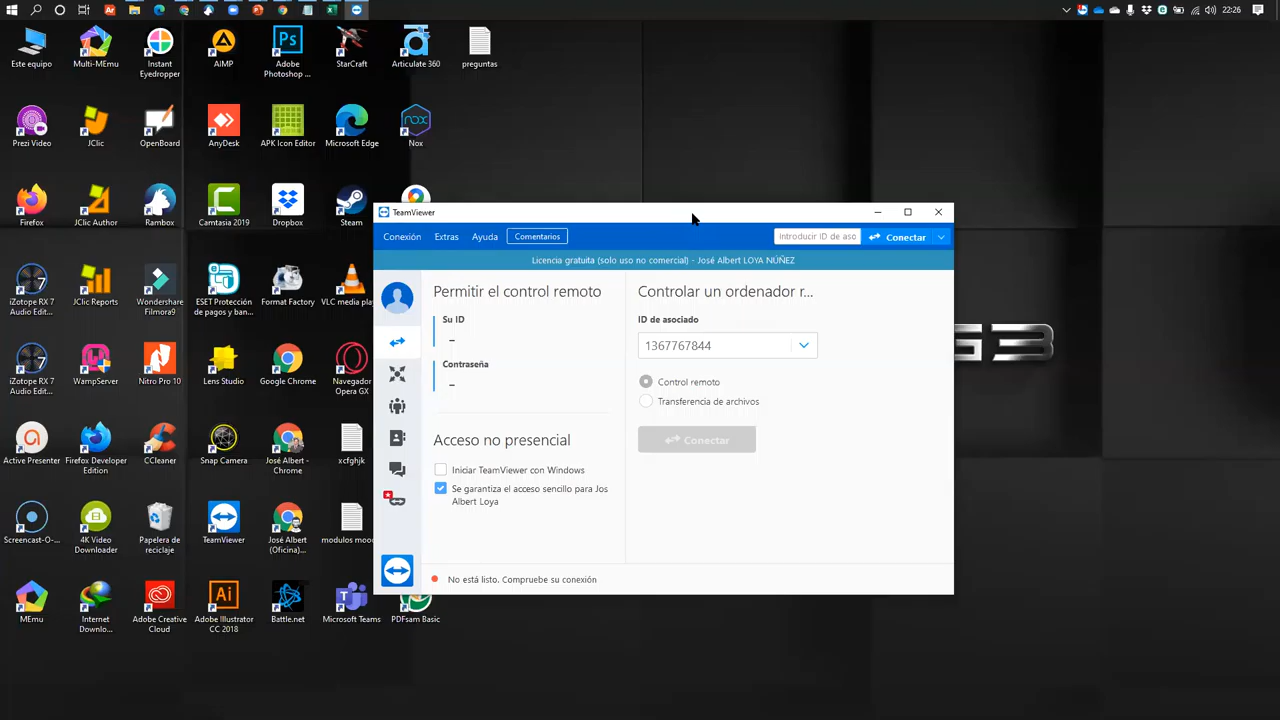 22:26
Este equipo
Multi-MEmu
Instant
Eyedropper
AIMP
Adobe
Photoshop ...
StarCraft
Articulate 360
preguntas
Prezi Video
JClic
OpenBoard
AnyDesk
APK Icon Editor
Microsoft Edge
Nox
Firefox
JClic Author
Rambox
Camtasia 2019
Dropbox
Steam
iZotope RX 7
Audio Edit...
JClic Reports
Wondershare
Filmora9
ESET Protección
de pagos y ban...
Format Factory
VLC media play
iZotope RX 7
Audio Edit...
WampServer
Nitro Pro 10
Lens Studio
Google Chrome
Navegador
Opera GX
Active Presenter
Firefox Developer
Edition
CCleaner
Snap Camera
José Albert -
Chrome
xcfghjk
Screencast-O-...
4K Video
Downloader
Papelera de
reciclaje
TeamViewer
José Albert
(Oficina)...
modulos moo
MEmu
Internet
Downlo...
Adobe Creative
Cloud
Adobe Illustrator
CC 2018
Battle.net
Microsoft Teams
PDFsam Basic
TeamViewer
Conexión Extras Ayuda Comentarios
Introducir ID de aso Conectar
Licencia gratuita (solo uso no comercial) - José Albert LOYA NÚÑEZ
Permitir el control remoto
Su ID
–
Contraseña
–
Acceso no presencial
Iniciar TeamViewer con Windows
Se garantiza el acceso sencillo para Jos
Albert Loya
Controlar un ordenador r...
ID de asociado
1367767844
Control remoto
Transferencia de archivos
Conectar
No está listo. Compruebe su conexión
G3